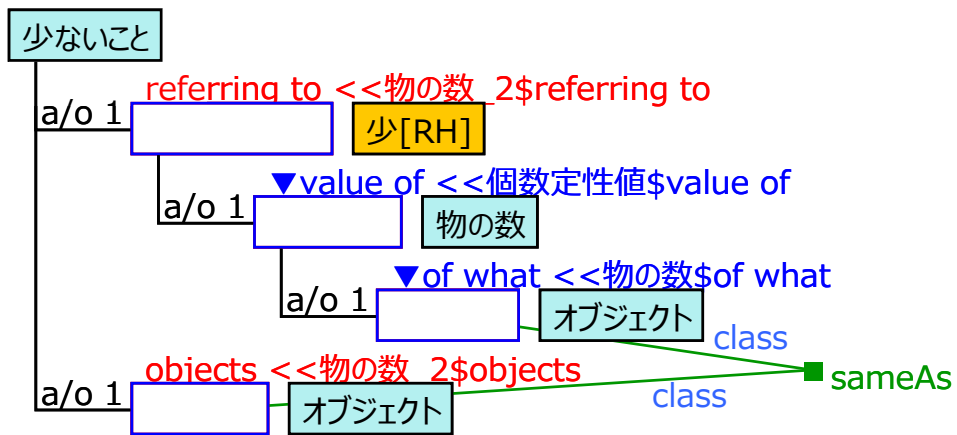 少ないこと
referring to <<物の数_2$referring to
a/o 1
少[RH]
▼value of <<個数定性値$value of
a/o 1
物の数
▼of what <<物の数$of what
a/o 1
オブジェクト
class
objects <<物の数_2$objects
sameAs
a/o 1
オブジェクト
class